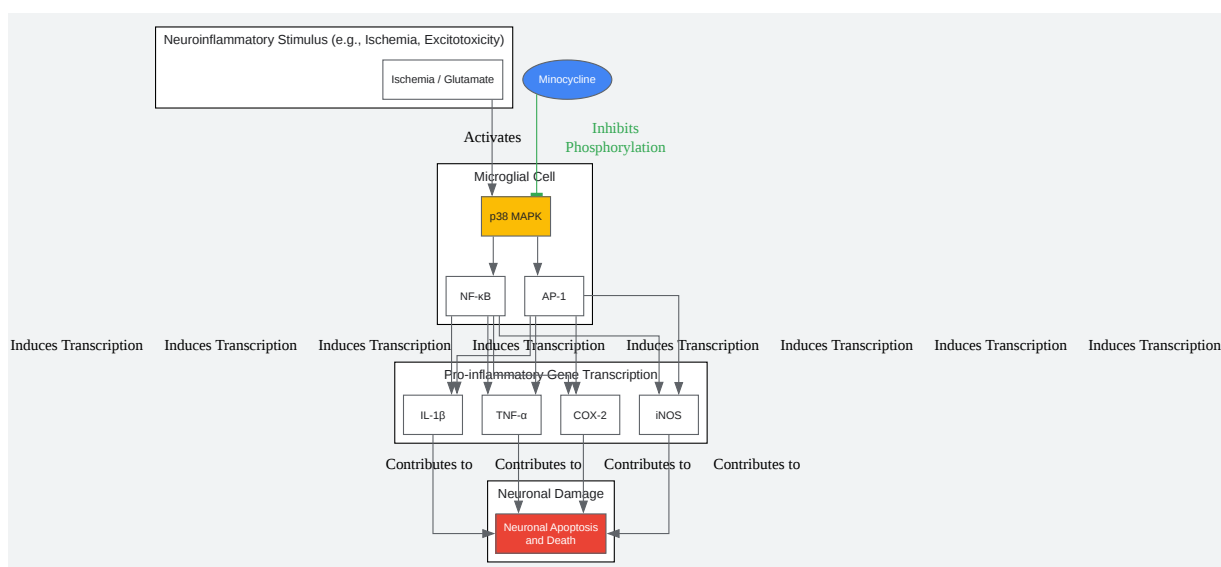 Neuroinflammatory Stimulus (e.g., Ischemia, Excitotoxicity)
Ischemia / Glutamate
Minocycline
Activates
Inhibits
Phosphorylation
Microglial Cell
p38 MAPK
NF-κB
AP-1
Induces Transcription
Induces Transcription
Induces Transcription
Induces Transcription
Induces Transcription
Induces Transcription
Induces Transcription
Induces Transcription
Pro-inflammatory Gene Transcription
IL-1β
TNF-α
COX-2
iNOS
Contributes to
Contributes to
Contributes to
Contributes to
Neuronal Damage
Neuronal Apoptosis
and Death